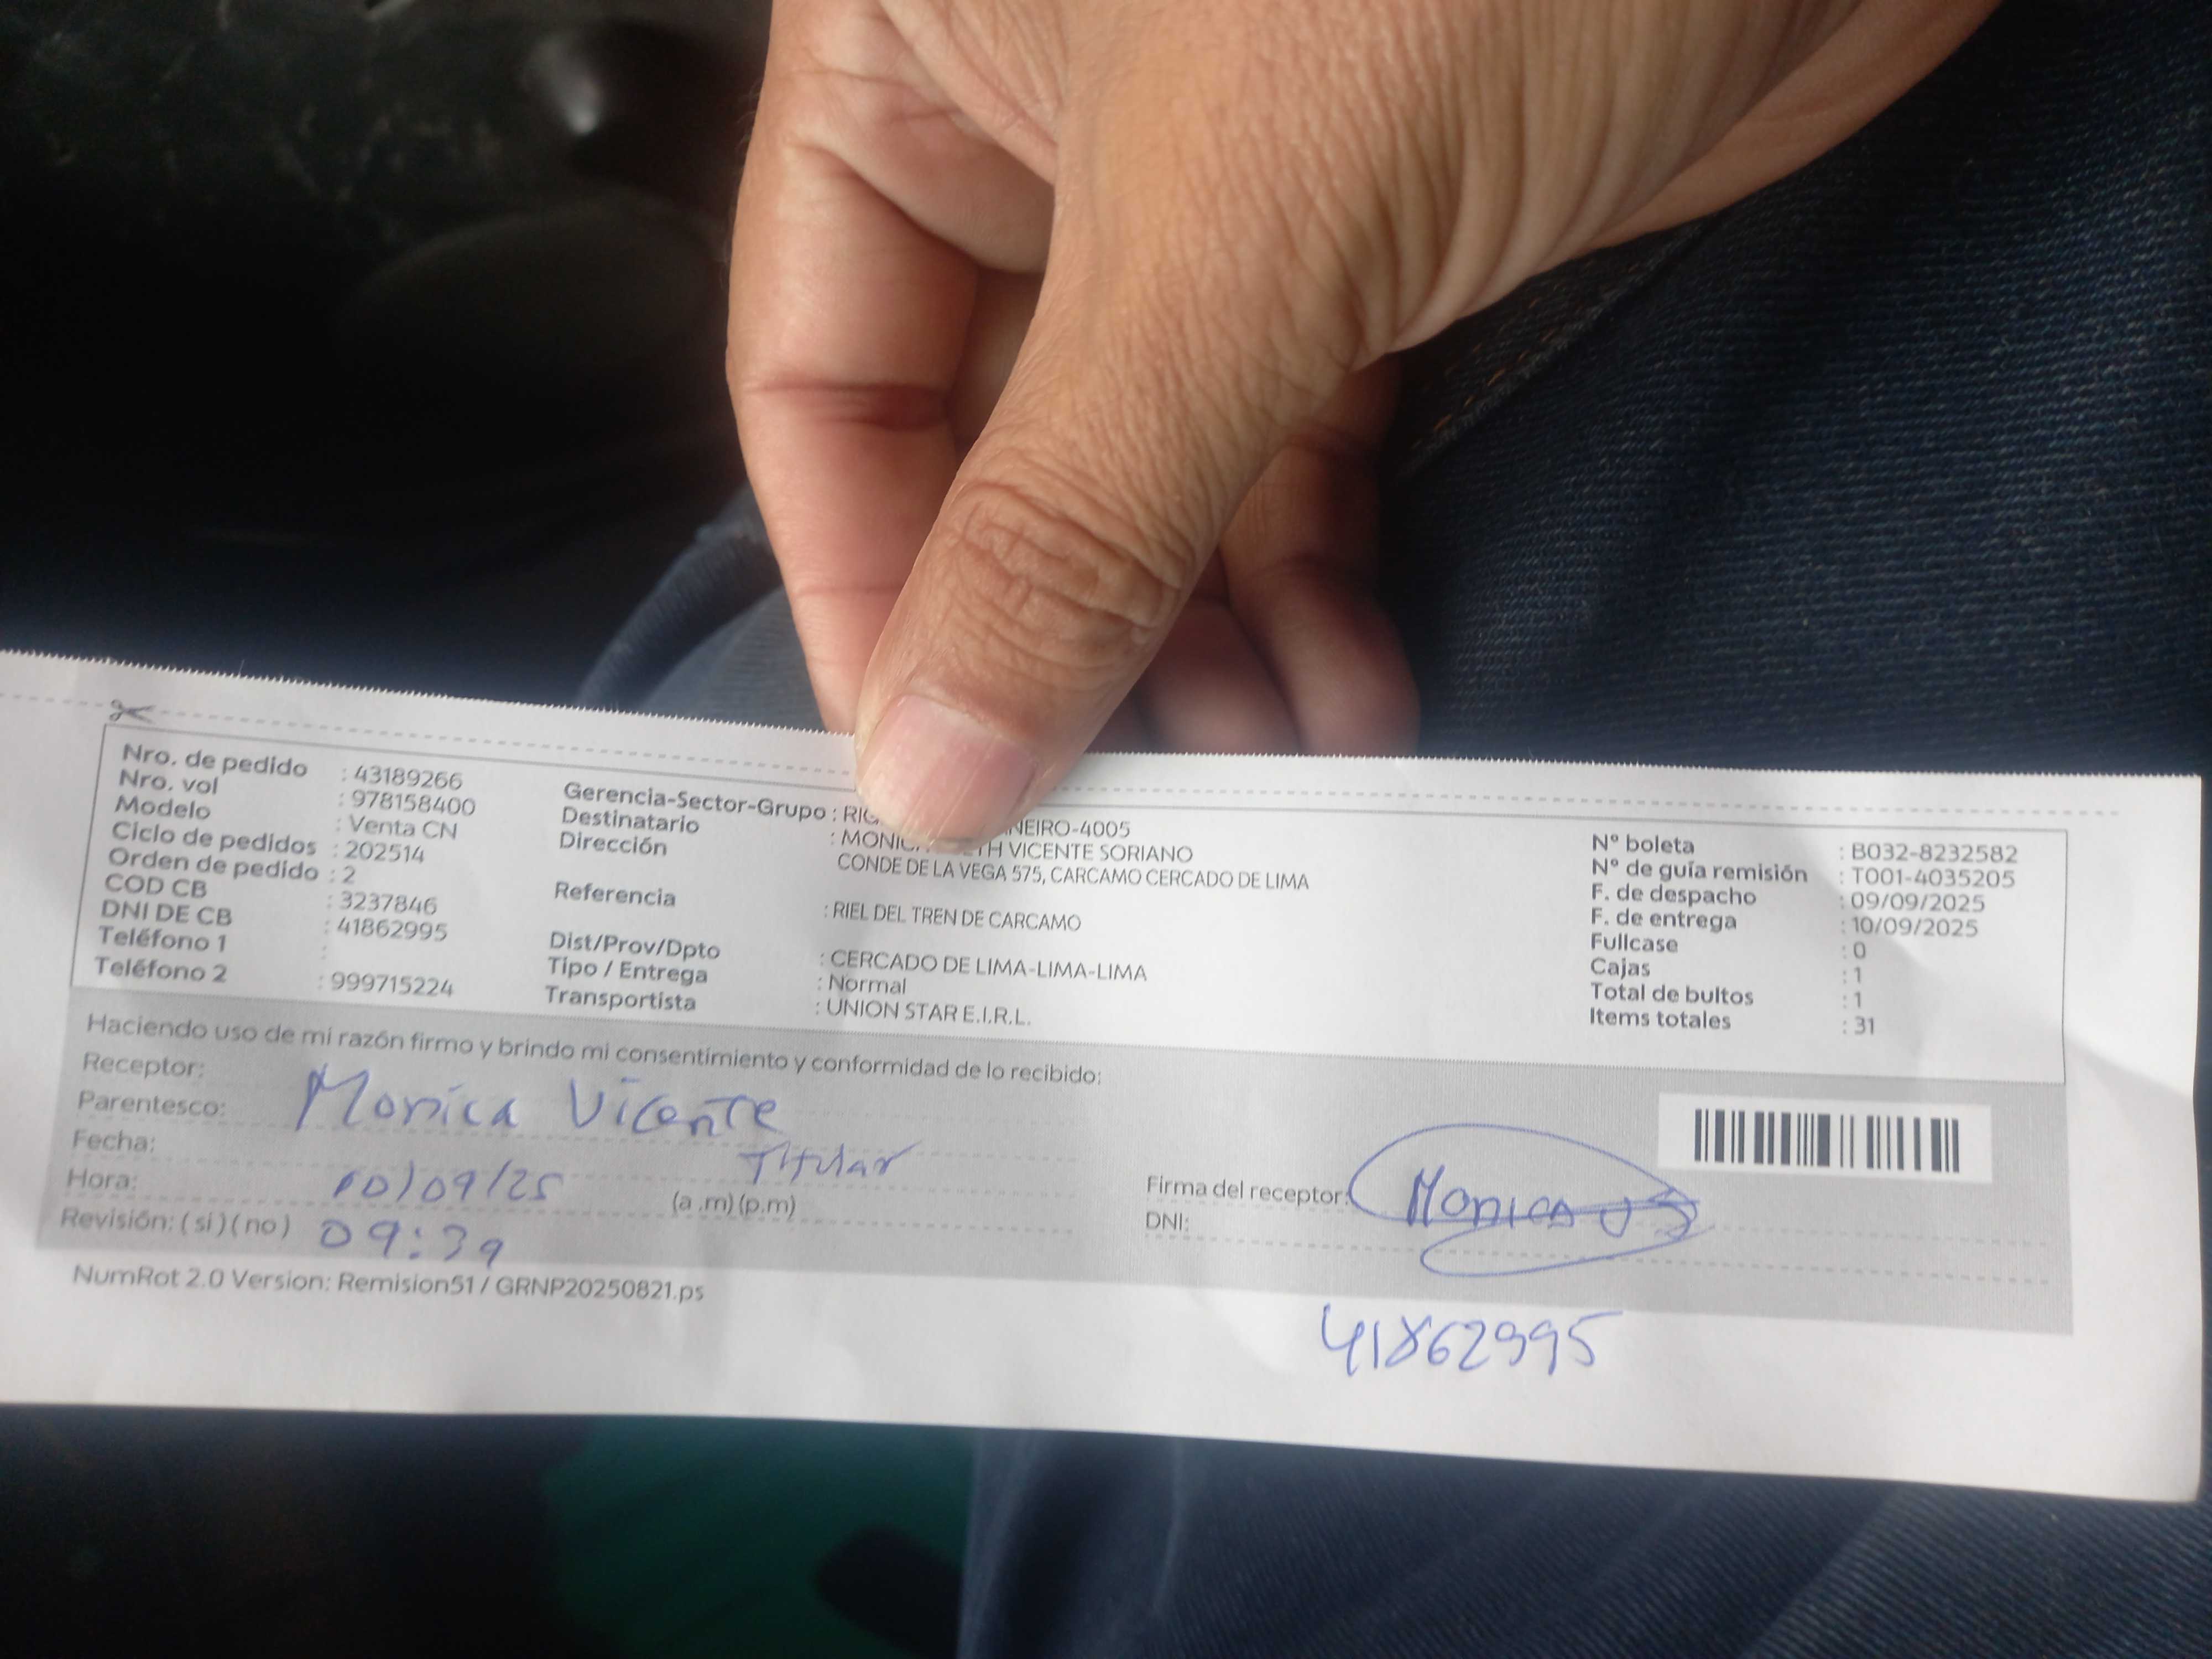 Nro. de pedido : 43189266
Nro. vol : 978158400
Modelo : Venta CN
Ciclo de pedidos : 202514
Orden de pedido : 2
COD CB : 3237846
DNI DE CB : 41862995
Teléfono 1 :
Teléfono 2 : 999715224
Gerencia-Sector-Grupo : NEIRO-4005
Destinatario : VICENTE SORIANO
Dirección CONDE DE LA VEGA 575, CARCAMO CERCADO DE LIMA
Referencia : RIEL DEL TREN DE CARCAMO
Dist/Prov/Dpto : CERCADO DE LIMA-LIMA-LIMA
Tipo / Entrega : Normal
Transportista : UNION STAR E.I.R.L.
N° boleta : B032-8232582
N° de guía remisión : T001-4035205
F. de despacho : 09/09/2025
F. de entrega : 10/09/2025
Fullcase : 0
Cajas : 1
Total de bultos : 1
Items totales : 31
Haciendo uso de mi razón firmo y brindo mi consentimiento y conformidad de lo recibido:
Receptor: Monica Vicente
Parentesco: Titular
Fecha: 10/09/25
Hora: 09:39 (a .m) (p.m)
Revisión: ( si ) ( no )
Firma del receptor: Monica VS
DNI: 41862995
NumRot 2.0 Version: Remision51 / GRNP20250821.ps